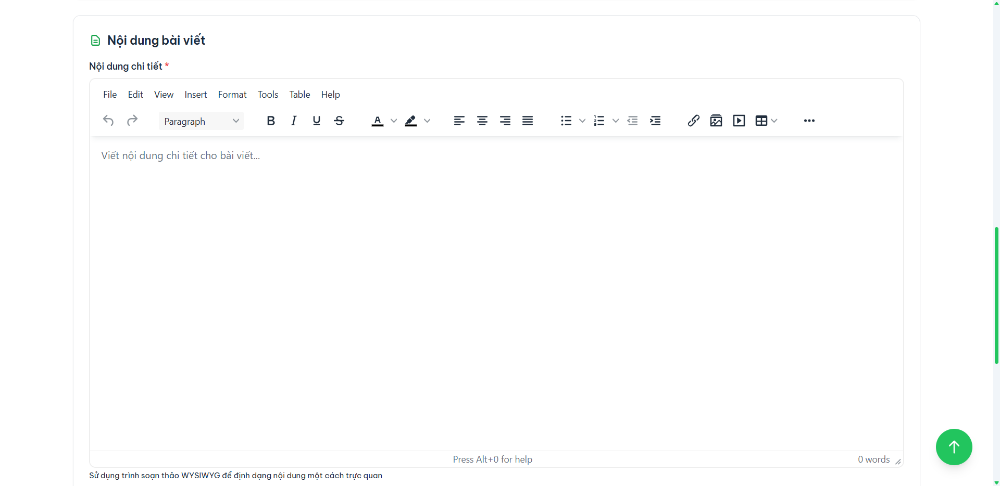 Nội dung bài viết
Nội dung chi tiết *
File Edit View Insert Format Tools Table Help
Paragraph
Viết nội dung chi tiết cho bài viết...
Press Alt+0 for help
0 words
Sử dụng trình soạn thảo WYSIWYG để định dạng nội dung một cách trực quan